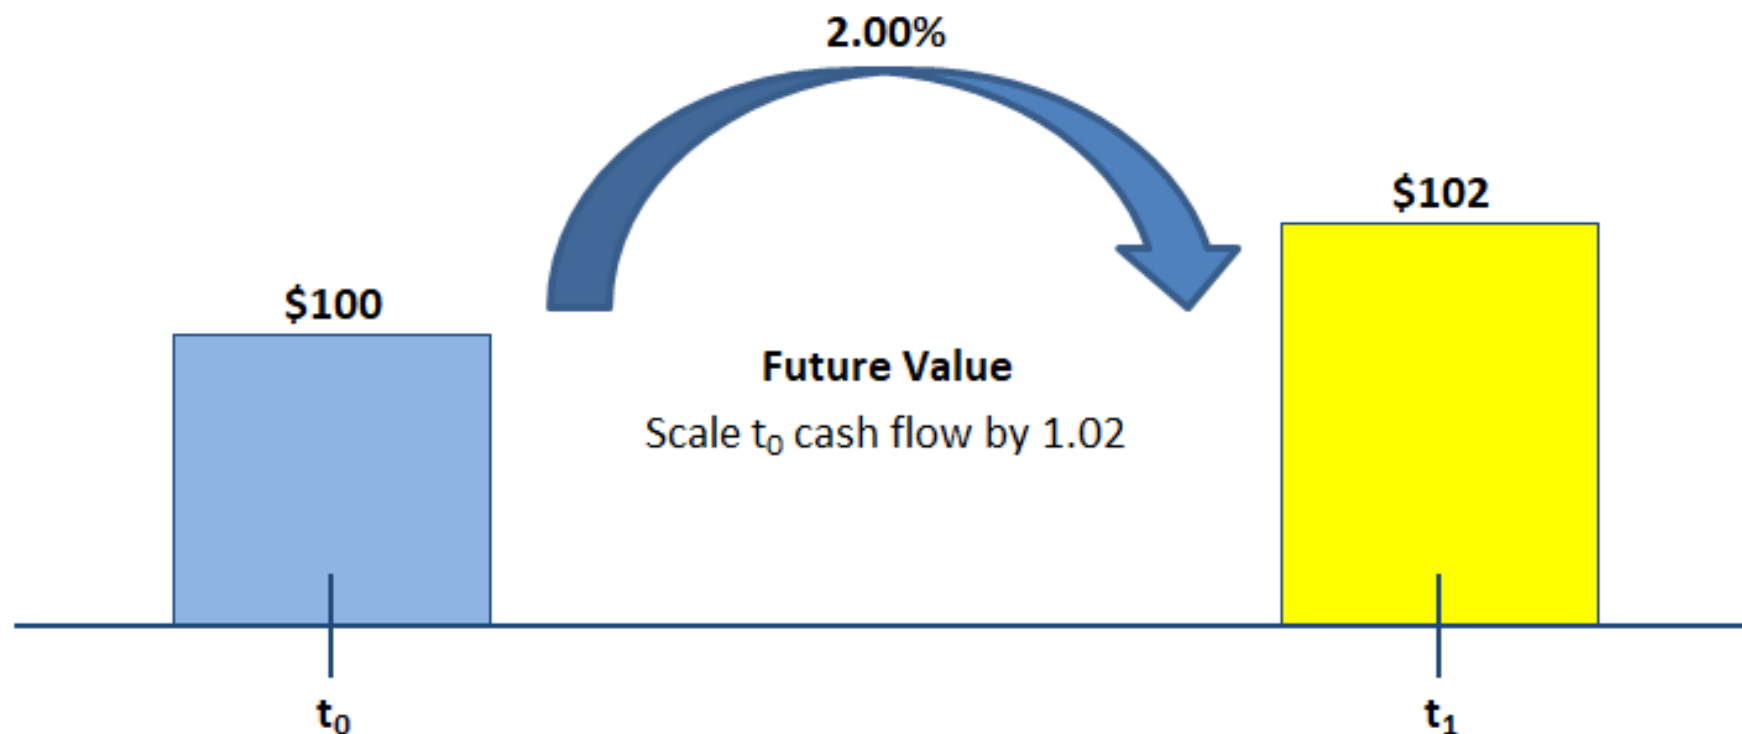 2.00%
$102
$100
Future Value
Scale t₀ cash flow by 1.02
t₀
t₁